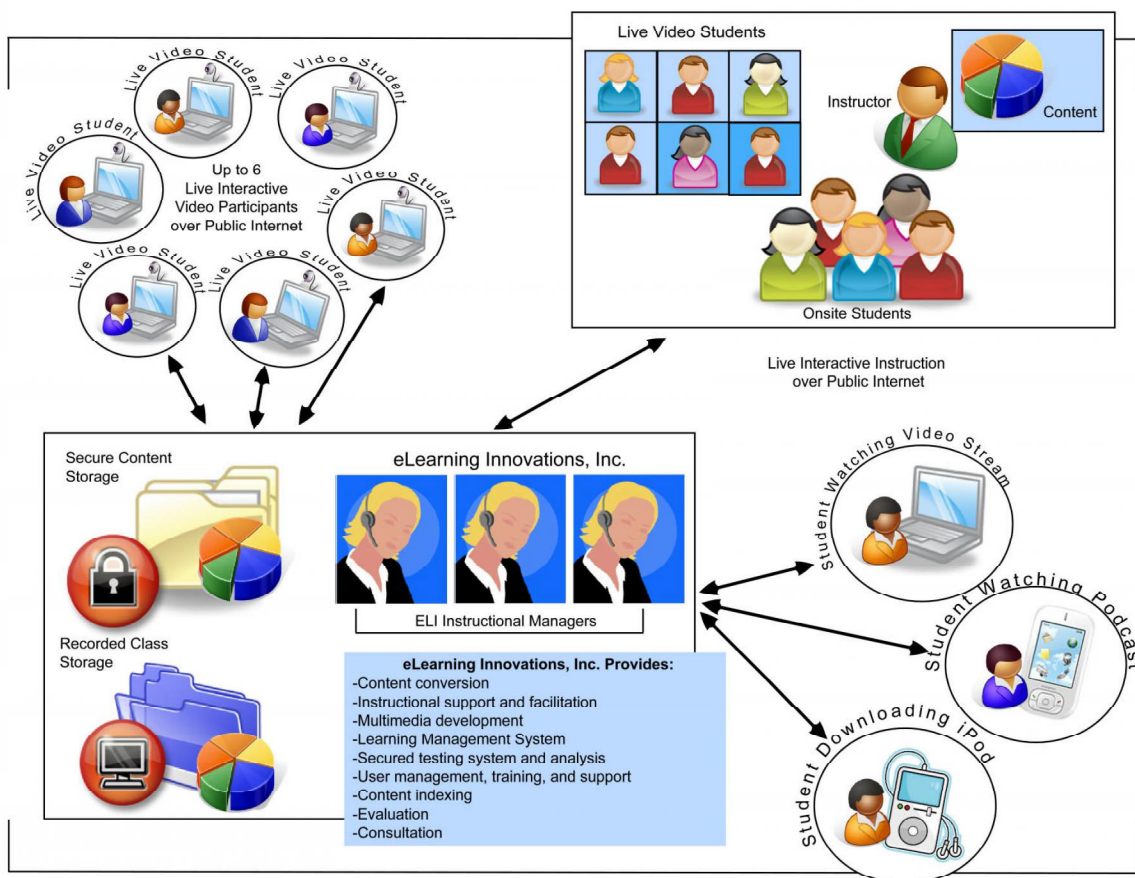 Live Video Student
Live Video Student
Live Video Student
Live Video Student
Live Video Student
Live Video Student
Up to 6
Live Interactive
Video Participants
over Public Internet
Live Video Students
Instructor
Content
Onsite Students
Live Interactive Instruction
over Public Internet
Secure Content
Storage
Recorded Class
Storage
eLearning Innovations, Inc.
ELI Instructional Managers
eLearning Innovations, Inc. Provides:
-Content conversion
-Instructional support and facilitation
-Multimedia development
-Learning Management System
-Secured testing system and analysis
-User management, training, and support
-Content indexing
-Evaluation
-Consultation
Student Watching Video Stream
Student Watching Podcast
Student Downloading iPod